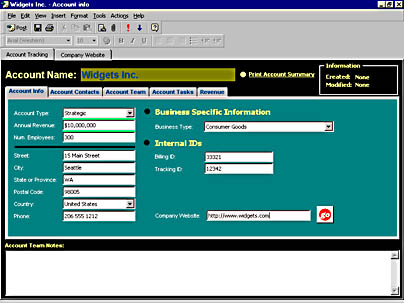 Widgets Inc. - Account info
File Edit View Insert Format Tools Actions Help
Post
Arial (Western) 10 B I U
Account Tracking Company Website
Account Name: Widgets Inc. Print Account Summary
Information
Created: None
Modified: None
Account Info Account Contacts Account Team Account Tasks Revenue
Account Type: Strategic
Annual Revenue: $10,000,000
Num. Employees: 300
Business Specific Information
Business Type: Consumer Goods
Internal IDs
Billing ID: 33321
Tracking ID: 12342
Street: 15 Main Street
City: Seattle
State or Province: WA
Postal Code: 98005
Country: United States
Phone: 206 555 1212
Company Website: http://www.widgets.com
go
Account Team Notes: